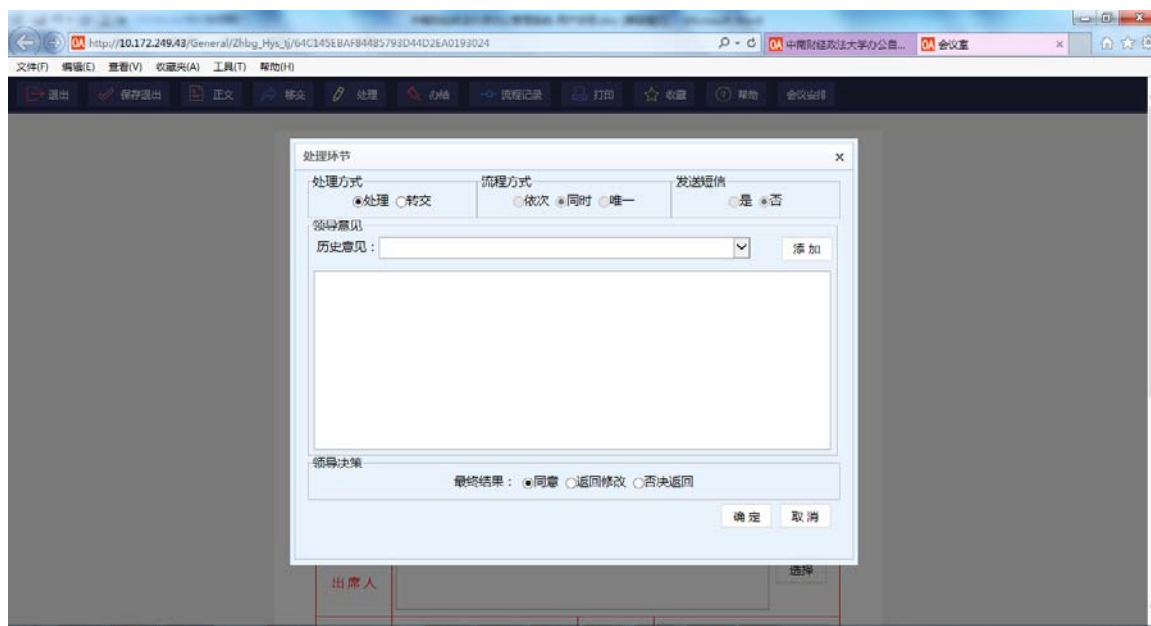 http://10.172.249.43/General/Zhbg_Hys_tj/64C145EBAF84485793D44D2EA0193024
中南财经政法大学办公自...
会议室
文件(F) 编辑(E) 查看(V) 收藏夹(A) 工具(T) 帮助(H)
退出 保存退出 正文 移交 处理 办结 流程记录 打印 收藏 帮助 会议安排
处理环节
处理方式 流程方式 发送短信
处理 转交 依次 同时 唯一 是 否
领导意见
历史意见：
添加
领导决策
最终结果： 同意 返回修改 否决返回
确定 取消
选择
出席人